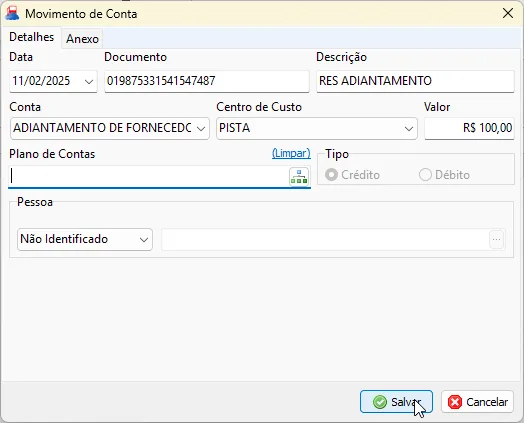 Movimento de Conta
Detalhes Anexo
Data Documento Descrição
11/02/2025 019875331541547487 RES ADIANTAMENTO
Conta Centro de Custo Valor
ADIANTAMENTO DE FORNECEDC PISTA R$ 100,00
Plano de Contas (Limpar) Tipo
Crédito Débito
Pessoa
Não Identificado ...
Salvar Cancelar